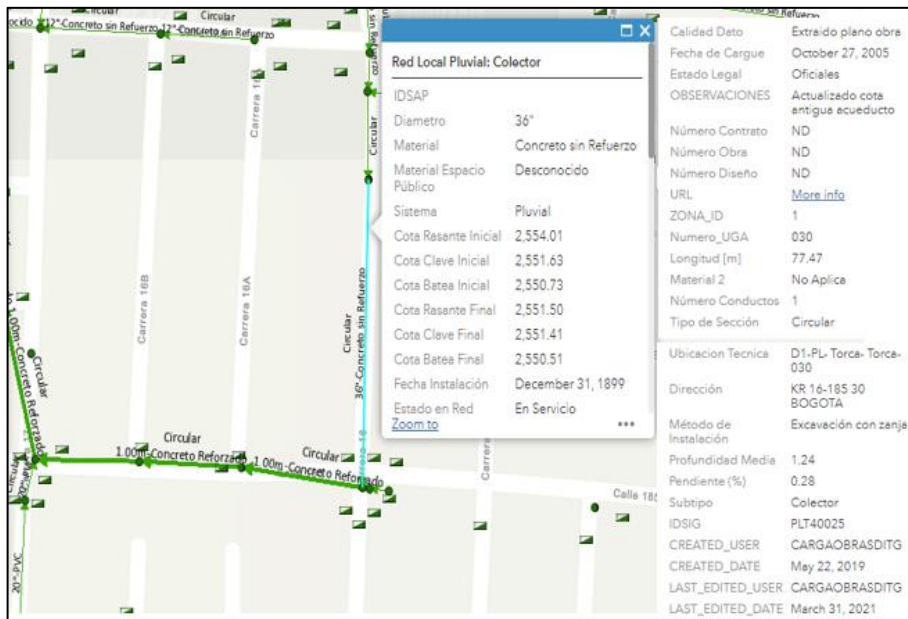 Circular
12"-Concreto sin Refuerzo
12"-Concreto sin Refuerzo
Carrera 16A
Circular
Red Local Pluvial: Colector
IDSAP
Diametro 36"
Material Concreto sin Refuerzo
Material Espacio Público Desconocido
Sistema Pluvial
Cota Rasante Inicial 2,554.01
Cota Clave Inicial 2,551.63
Cota Batea Inicial 2,550.73
Cota Rasante Final 2,551.50
Cota Clave Final 2,551.41
Cota Batea Final 2,550.51
Fecha Instalación December 31, 1899
Estado en Red En Servicio
Zoom to
Calidad Dato Extraido plano obra
Fecha de Cargue October 27, 2005
Estado Legal Oficiales
OBSERVACIONES Actualizado cota
antigua acueducto
Número Contrato ND
Número Obra ND
Número Diseño ND
URL More info
ZONA_ID 1
Numero_UGA 030
Longitud [m] 77.47
Material 2 No Aplica
Número Conductos 1
Tipo de Sección Circular
Ubicacion Tecnica D1-PL- Torca- Torca-
030
Dirección KR 16-185 30
BOGOTA
Método de
Instalación Excavación con zanja
Profundidad Media 1.24
Pendiente (%) 0.28
Subtipo Colector
IDSIG PLT40025
CREATED_USER CARGAOBRASDITG
CREATED_DATE May 22, 2019
LAST_EDITED_USER CARGAOBRASDITG
LAST_EDITED_DATE March 31, 2021
Carrera 16B
Carrera 16A
Circular
36"-Concreto sin Refuerzo
1.00m-Concreto Reforzado
Circular
Circular
1.00m-Concreto Reforzado
Circular
1.00m-Concreto Reforzado
20"-PVC